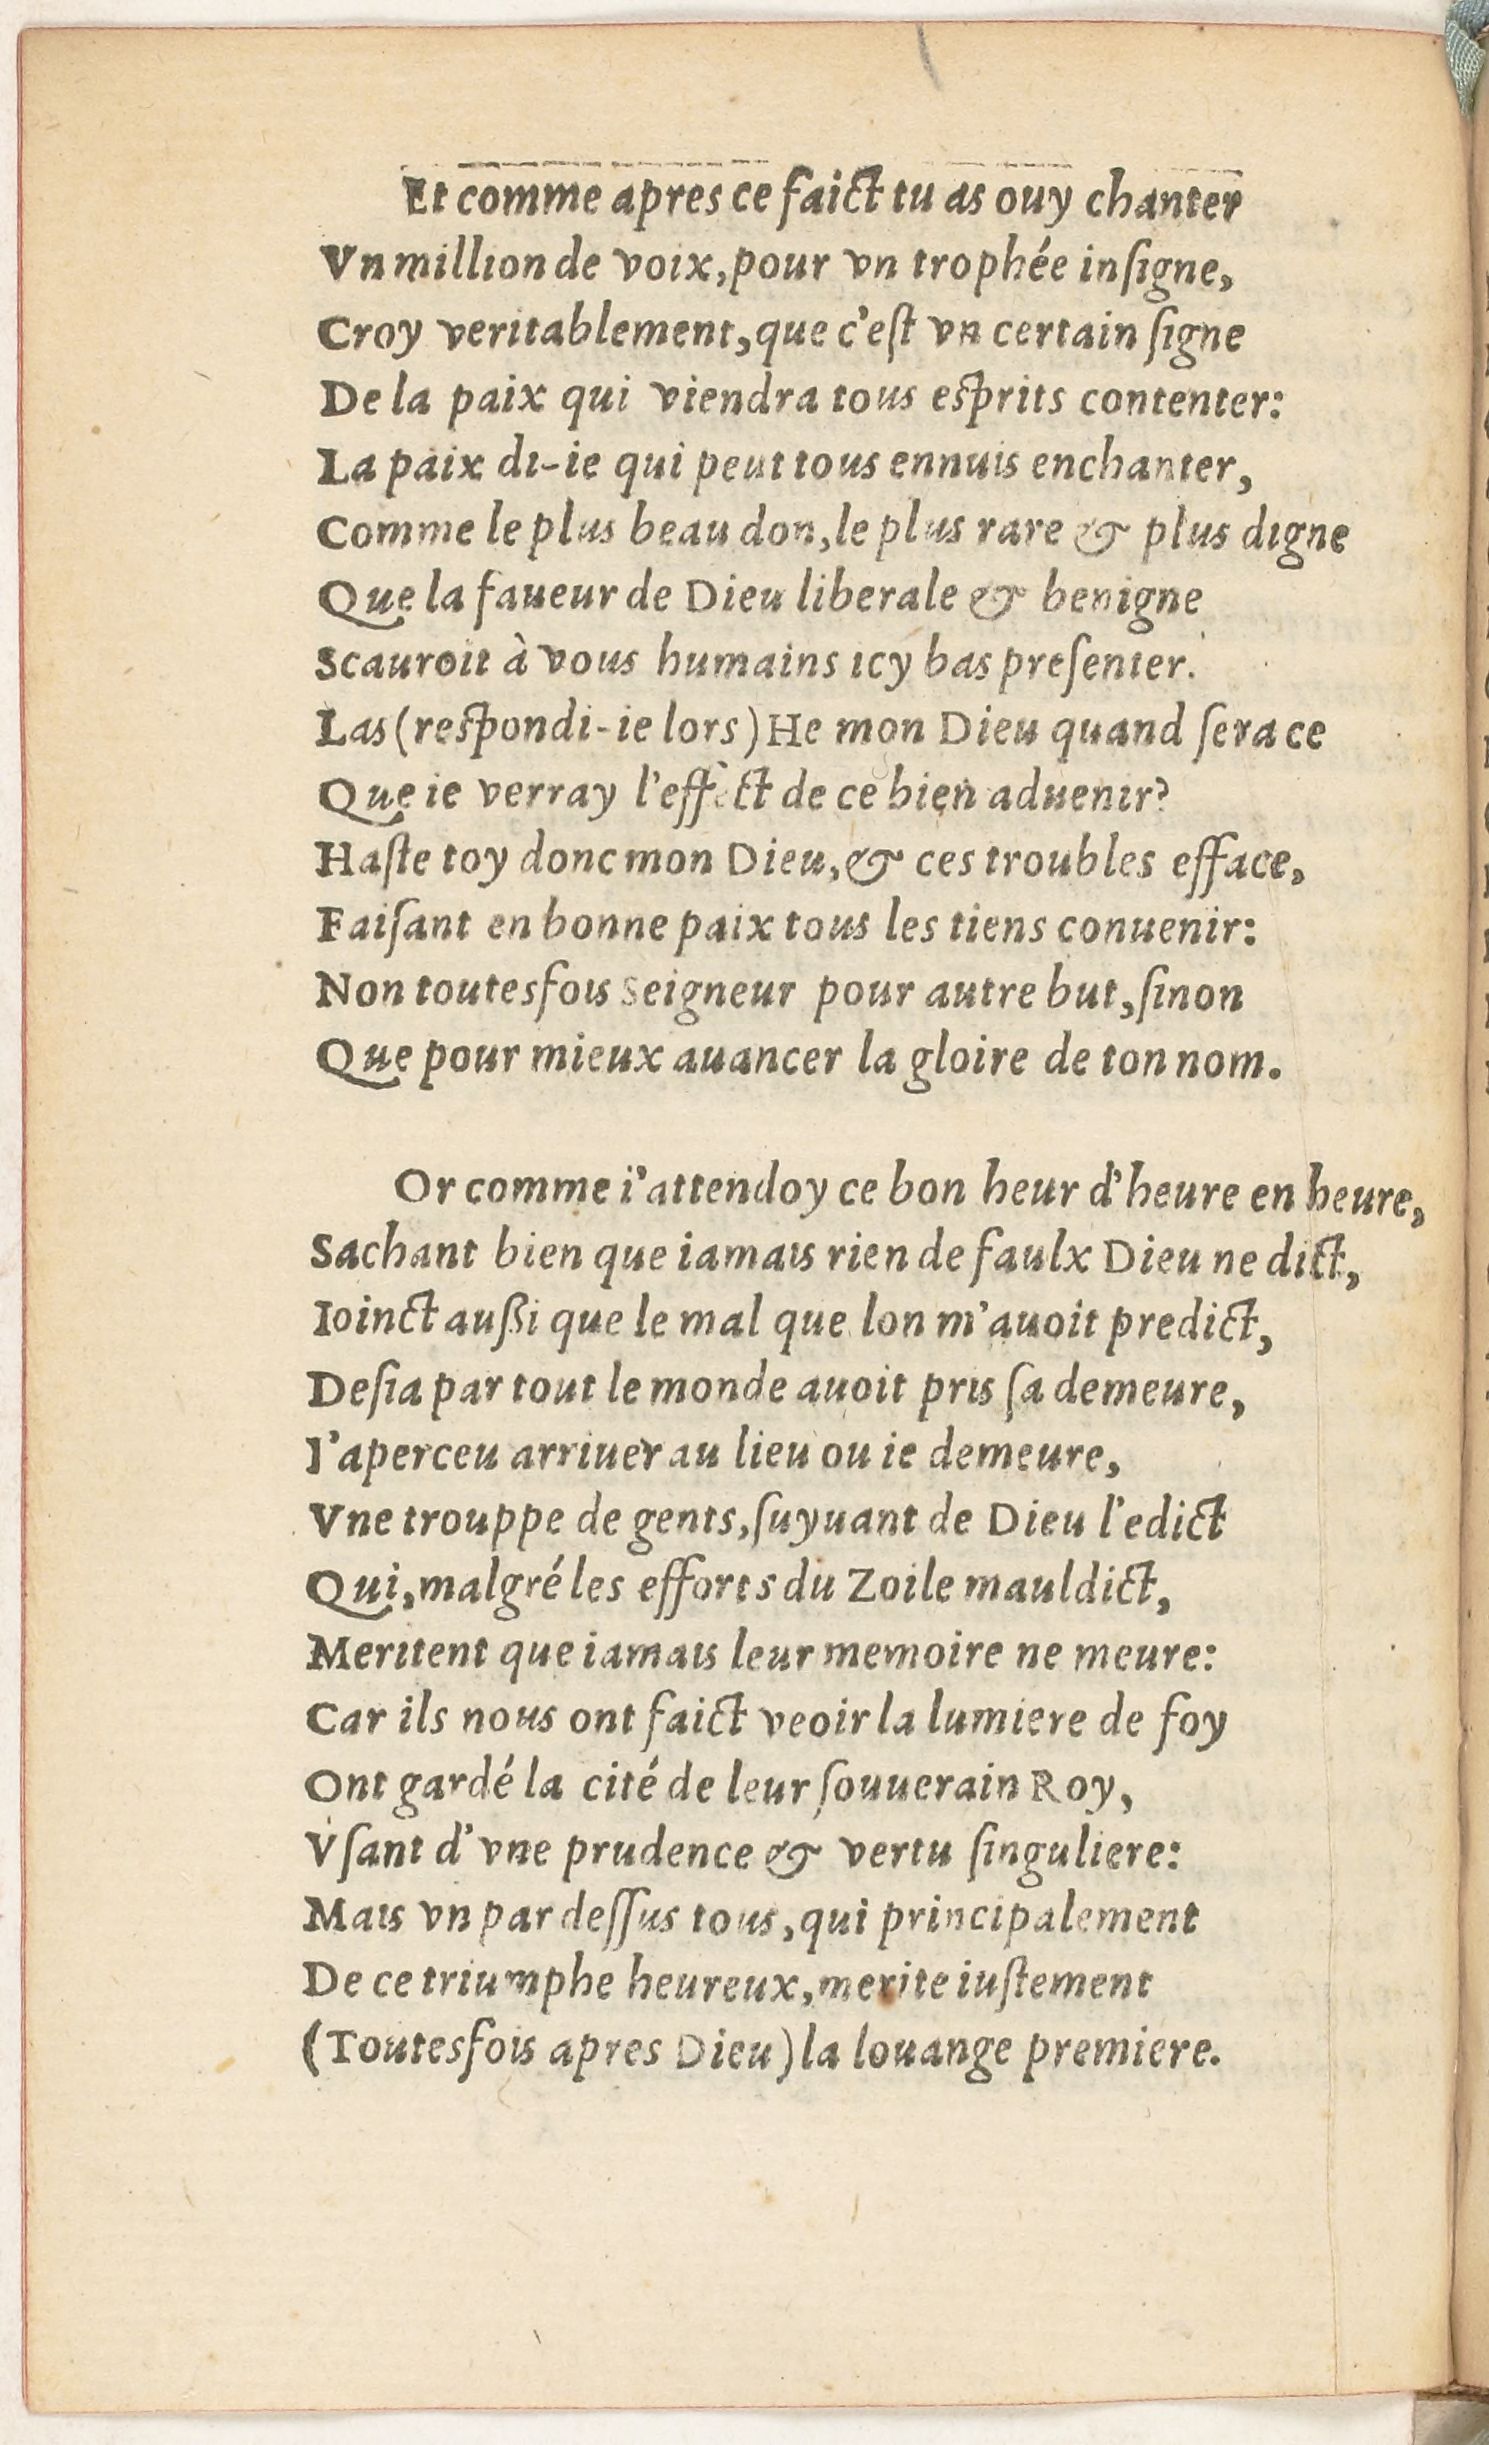 Et comme apres ce faict tu as ouy chanter
Vn million de voix, pour vn trophée inſigne,
Croy veritablement, que c'eſt vn certain ſigne
De la paix qui viendra tous eſprits contenter:
La paix di-ie qui peut tous ennuis enchanter,
Comme le plus beau don, le plus rare & plus digne
Que la faueur de Dieu liberale & benigne
Scauroit à vous humains icy bas preſenter.
Las (reſpondi-ie lors) He mon Dieu quand ſera ce
Que ie verray l'effect de ce bien aduenir?
Haſte toy donc mon Dieu, & ces troubles efface,
Faiſant en bonne paix tous les tiens conuenir:
Non toutesfois Seigneur pour autre but, ſinon
Que pour mieux auancer la gloire de ton nom.

Or comme i'attendoy ce bon heur d'heure en heure,
Sachant bien que iamais rien de faulx Dieu ne dict,
Ioinct außi que le mal que lon m'auoit predict,
Deſia par tout le monde auoit pris ſa demeure,
I'aperceu arriuer au lieu ou ie demeure,
Vne trouppe de gents, ſuyuant de Dieu l'edict
Qui, malgré les efforts du Zoile mauldict,
Meritent que iamais leur memoire ne meure:
Car ils nous ont faict veoir la lumiere de foy
Ont gardé la cité de leur ſouuerain Roy,
Vſant d'vne prudence & vertu ſinguliere:
Mais vn par deſſus tous, qui principalement
De ce triumphe heureux, merite iuſtement
(Toutesfois apres Dieu) la louange premiere.